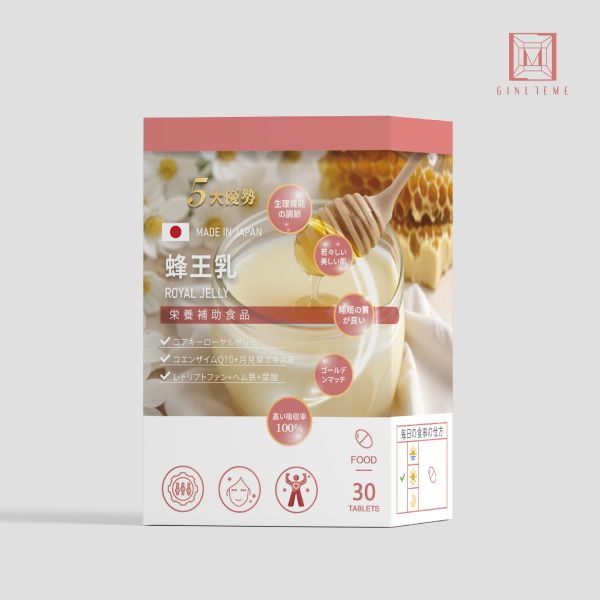 GINLTEME
5大優勢
生理機能
の調節
MADE IN JAPAN
若々しい
美しい肌
蜂王乳
ROYAL JELLY
栄養補助食品
睡眠の質
が良い
コアキーローヤルゼリー
コエンザイムQ10+月見草エキス末
L-トリプトファン+ヘム鉄+葉酸
ゴールデ
ンマッチ
高い吸収率
100%
FOOD
30
TABLETS
毎日の食事の仕方